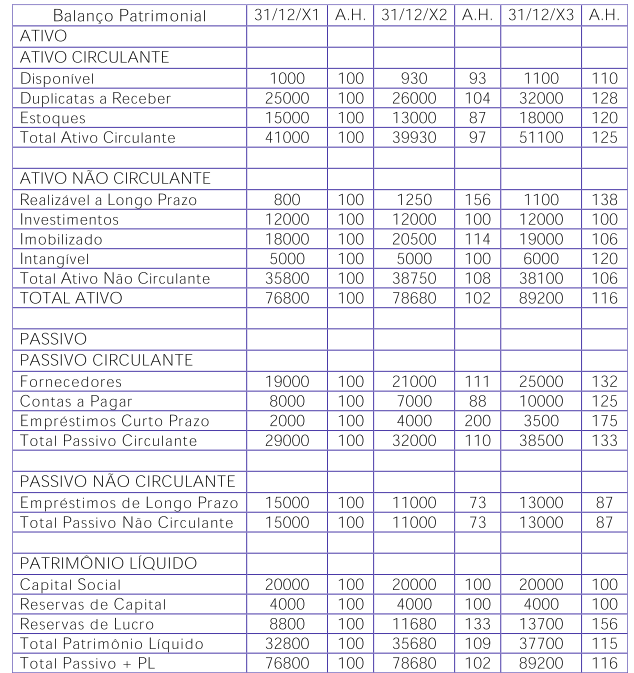 Balanço Patrimonial 31/12/X1 A.H. 31/12/X2 A.H. 31/12/X3 A.H.
ATIVO
ATIVO CIRCULANTE
Disponível 1000 100 930 93 1100 110
Duplicatas a Receber 25000 100 26000 104 32000 128
Estoques 15000 100 13000 87 18000 120
Total Ativo Circulante 41000 100 39930 97 51100 125
ATIVO NÃO CIRCULANTE
Realizável a Longo Prazo 800 100 1250 156 1100 138
Investimentos 12000 100 12000 100 12000 100
Imobilizado 18000 100 20500 114 19000 106
Intangível 5000 100 5000 100 6000 120
Total Ativo Não Circulante 35800 100 38750 108 38100 106
TOTAL ATIVO 76800 100 78680 102 89200 116
PASSIVO
PASSIVO CIRCULANTE
Fornecedores 19000 100 21000 111 25000 132
Contas a Pagar 8000 100 7000 88 10000 125
Empréstimos Curto Prazo 2000 100 4000 200 3500 175
Total Passivo Circulante 29000 100 32000 110 38500 133
PASSIVO NÃO CIRCULANTE
Empréstimos de Longo Prazo 15000 100 11000 73 13000 87
Total Passivo Não Circulante 15000 100 11000 73 13000 87
PATRIMÔNIO LÍQUIDO
Capital Social 20000 100 20000 100 20000 100
Reservas de Capital 4000 100 4000 100 4000 100
Reservas de Lucro 8800 100 11680 133 13700 156
Total Patrimônio Líquido 32800 100 35680 109 37700 115
Total Passivo + PL 76800 100 78680 102 89200 116